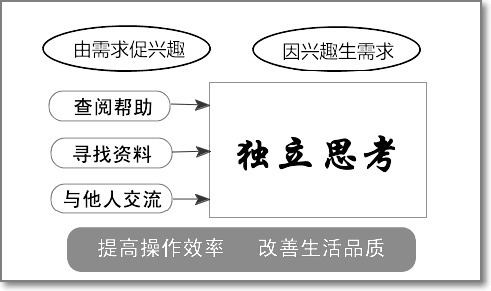 由需求促兴趣
因兴趣生需求
查阅帮助
寻找资料
与他人交流
独立思考
提高操作效率 改善生活品质